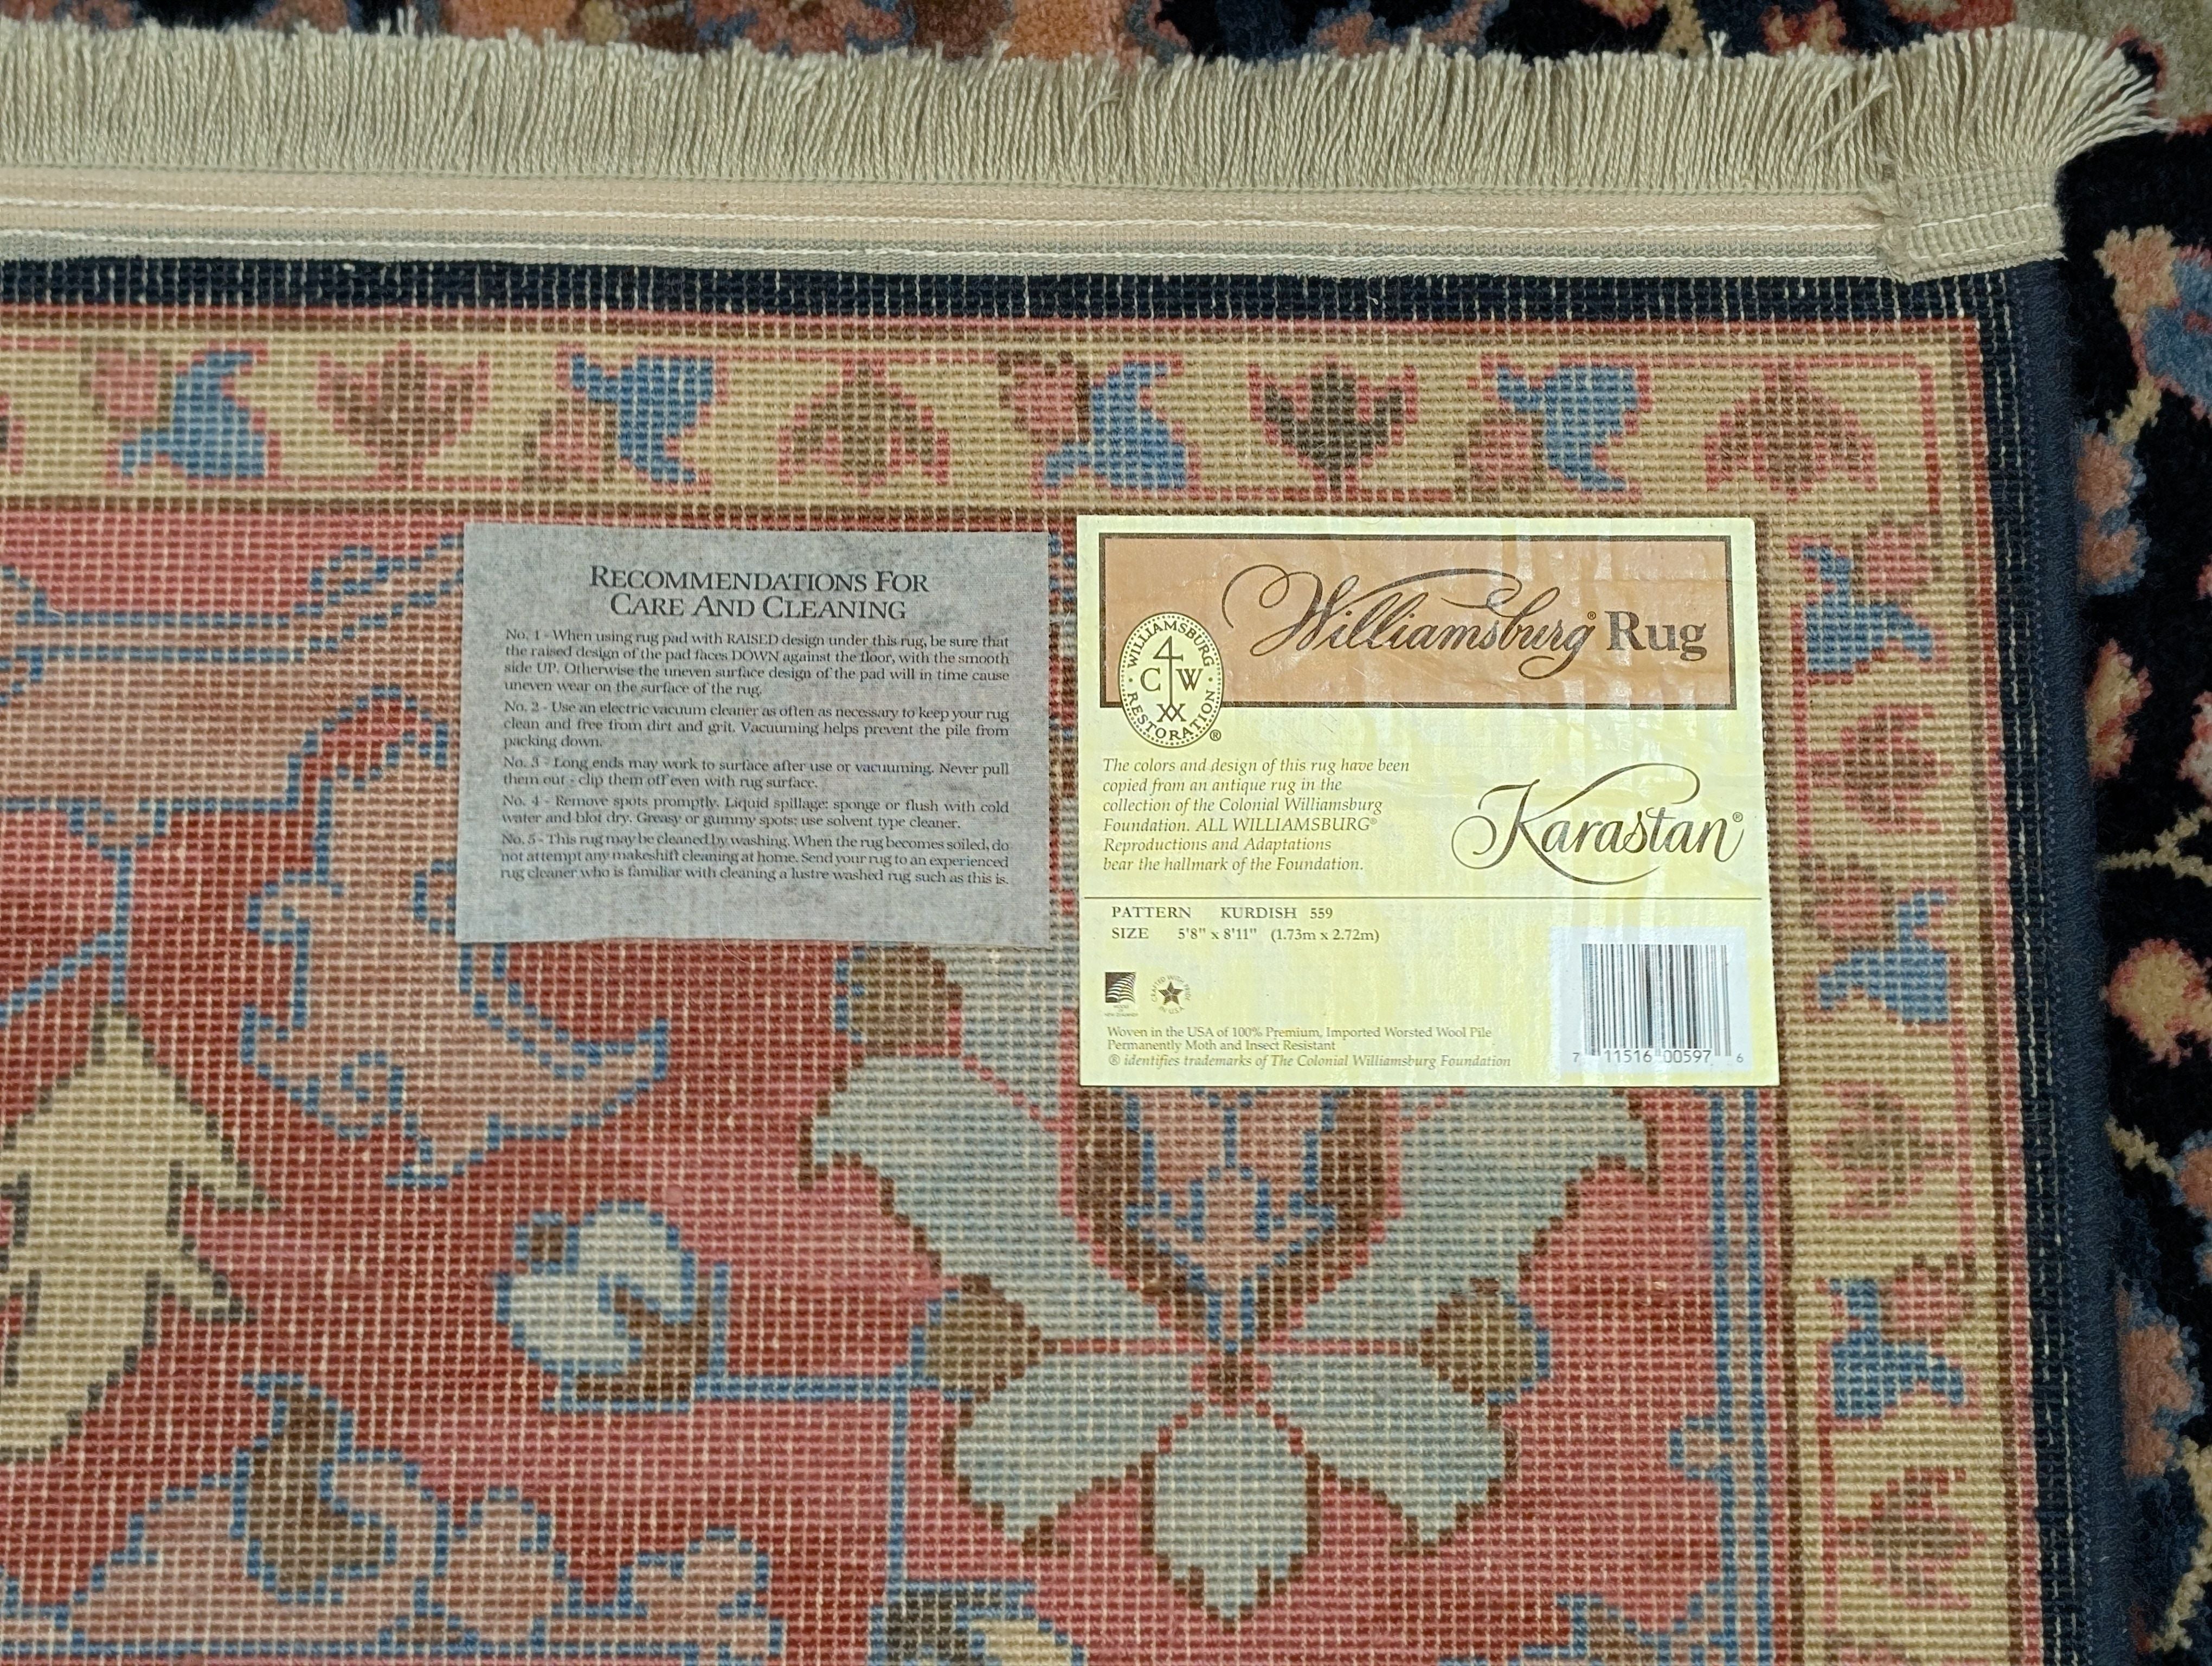 RECOMMENDATIONS FOR
CARE AND CLEANING
No. 1 - When using rug pad with RAISED design under this rug, be sure that
the raised design of the pad faces DOWN against the floor, with the smooth
side UP. Otherwise the uneven surface design of the pad will in time cause
uneven wear on the surface of the rug.
No. 2 - Use an electric vacuum cleaner as often as necessary to keep your rug
clean and free from dirt and grit. Vacuuming helps prevent the pile from
packing down.
No. 3 - Long ends may work to surface after use or vacuuming. Never pull
them out - clip them off even with rug surface.
No. 4 - Remove spots promptly. Liquid spillage: sponge or flush with cold
water and blot dry. Greasy or gummy spots: use solvent type cleaner.
No. 5 - This rug may be cleaned by washing. When the rug becomes soiled, do
not attempt any makeshift cleaning at home. Send your rug to an experienced
rug cleaner who is familiar with cleaning a lustre washed rug such as this is.
Williamsburg® Rug
WILLIAMSBURG
CW
RESTORATION®
The colors and design of this rug have been
copied from an antique rug in the
collection of the Colonial Williamsburg
Foundation. ALL WILLIAMSBURG®
Reproductions and Adaptations
bear the hallmark of the Foundation.
Karastan®
PATTERN KURDISH 559
SIZE 5'8" x 8'11" (1.73m x 2.72m)
CRAFTED WITH PRIDE
IN U.S.A.
Woven in the USA of 100% Premium, Imported Worsted Wool Pile
Permanently Moth and Insect Resistant
® identifies trademarks of The Colonial Williamsburg Foundation
7 11516 00597 6